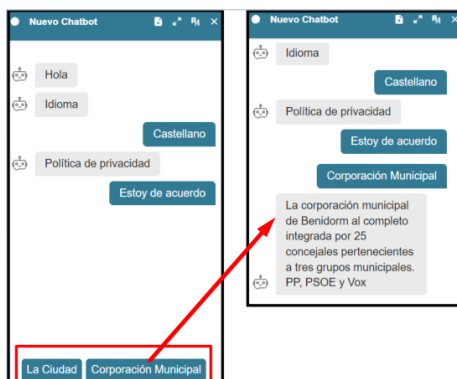 Nuevo Chatbot
Hola
Idioma
Castellano
Política de privacidad
Estoy de acuerdo
La Ciudad
Corporación Municipal
Nuevo Chatbot
Idioma
Castellano
Política de privacidad
Estoy de acuerdo
Corporación Municipal
La corporación municipal
de Benidorm al completo
integrada por 25
concejales pertenecientes
a tres grupos municipales.
PP, PSOE y Vox